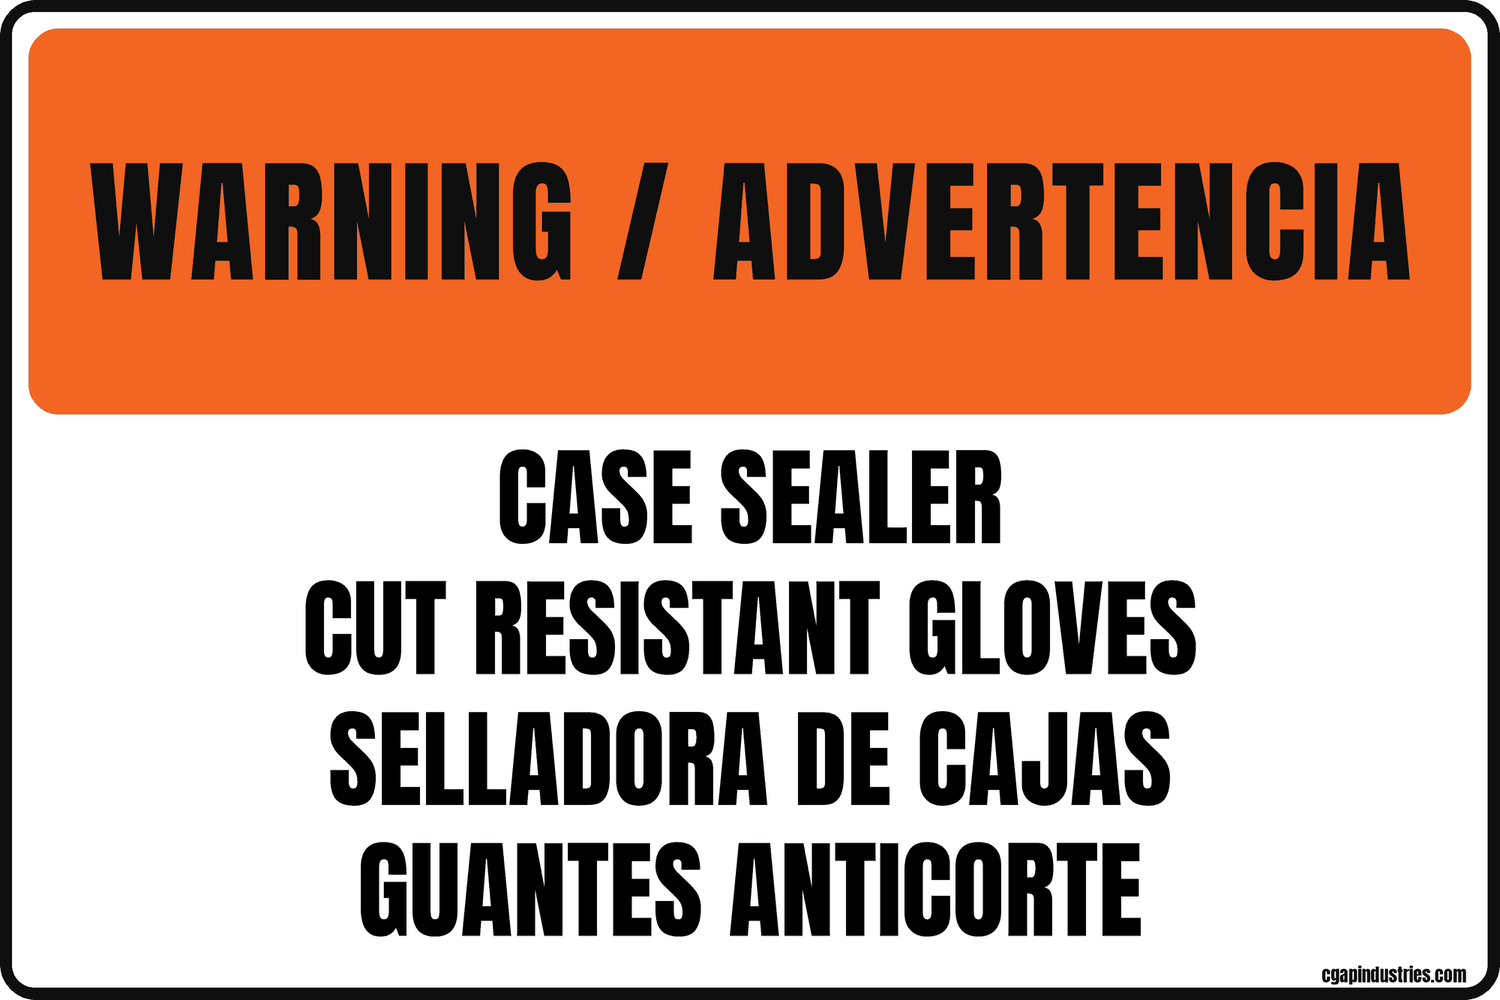 WARNING / ADVERTENCIA
CASE SEALER
CUT RESISTANT GLOVES
SELLADORA DE CAJAS
GUANTES ANTICORTE
cgapindustries.com